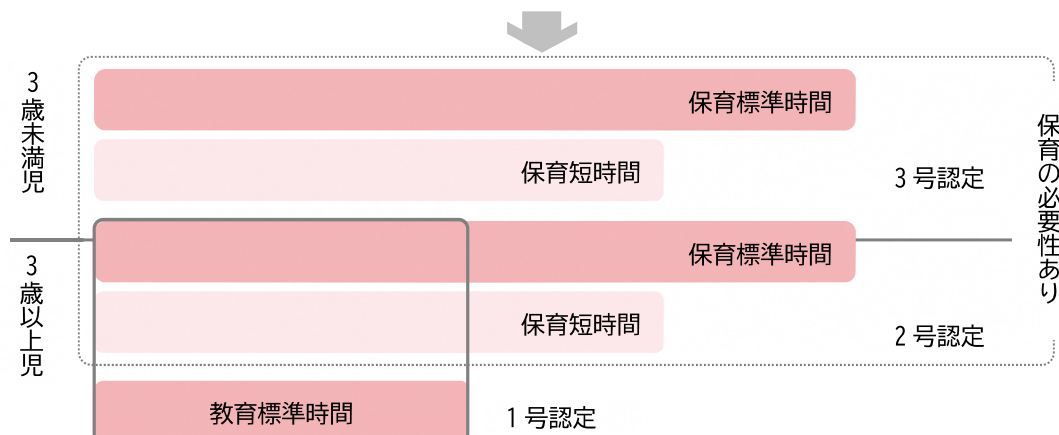 3歳未満児
保育標準時間
保育短時間
3号認定
保育の必要性あり
3歳以上児
保育標準時間
保育短時間
2号認定
教育標準時間
1号認定